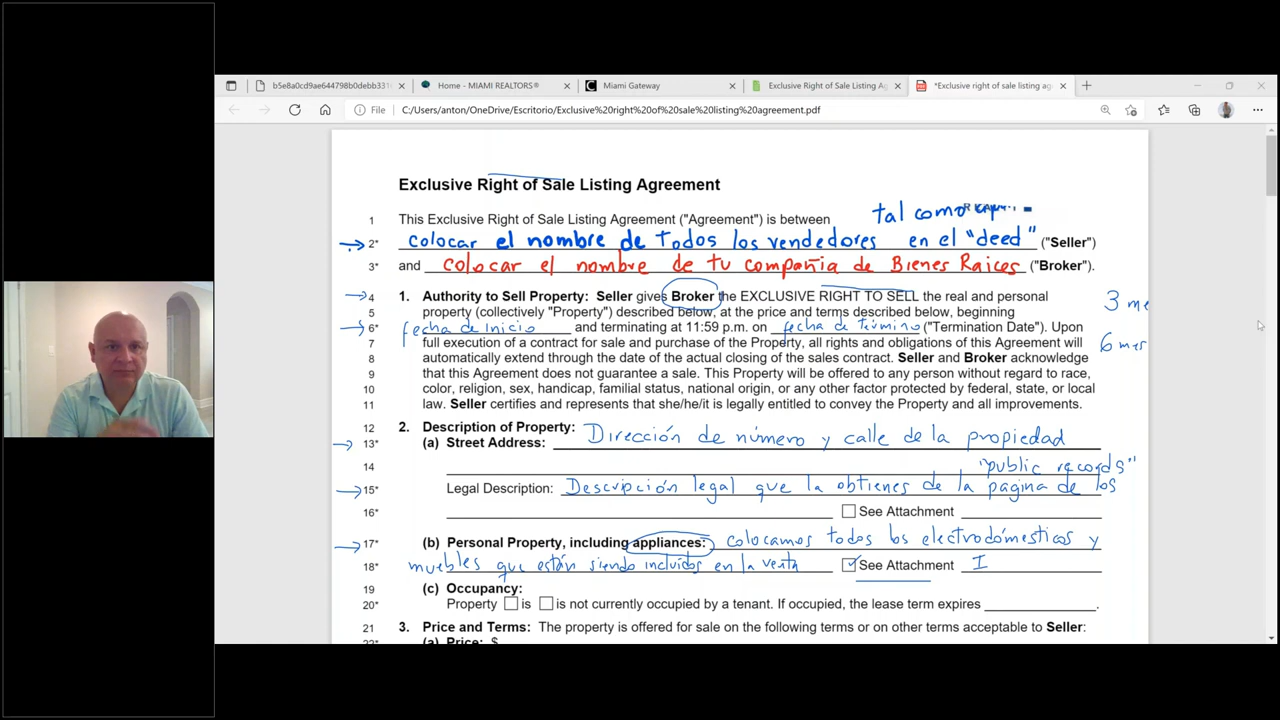 b5e8a0cd9ae644798b0debb331
Home - MIAMI REALTORS®
Miami Gateway
Exclusive Right of Sale Listing Ag
*Exclusive right of sale listing ag
File C:/Users/anton/OneDrive/Escritorio/Exclusive%20right%20of%20sale%20listing%20agreement.pdf
Exclusive Right of Sale Listing Agreement
tal como
1 This Exclusive Right of Sale Listing Agreement ("Agreement") is between
2* colocar el nombre de Todos los vendedores en el "deed" ("Seller")
3* and colocar el nombre de tu compañia de Bienes Raices ("Broker").
4 1. Authority to Sell Property: Seller gives Broker the EXCLUSIVE RIGHT TO SELL the real and personal
3 me
5 property (collectively "Property") described below, at the price and terms described below, beginning
6* fecha de Inicio and terminating at 11:59 p.m. on fecha de término ("Termination Date"). Upon
7 full execution of a contract for sale and purchase of the Property, all rights and obligations of this Agreement will
6 mes
8 automatically extend through the date of the actual closing of the sales contract. Seller and Broker acknowledge
9 that this Agreement does not guarantee a sale. This Property will be offered to any person without regard to race,
10 color, religion, sex, handicap, familial status, national origin, or any other factor protected by federal, state, or local
11 law. Seller certifies and represents that she/he/it is legally entitled to convey the Property and all improvements.
12 2. Description of Property:
13* (a) Street Address: Dirección de número y calle de la propiedad
14 "public records"
15* Legal Description: Descripción legal que la obtienes de la página de los
16* See Attachment
17* (b) Personal Property, including appliances: colocamos todos los electrodómesticos y
18* muebles que están siendo incluidos en la venta See Attachment I
19 (c) Occupancy:
20* Property is is not currently occupied by a tenant. If occupied, the lease term expires .
21 3. Price and Terms: The property is offered for sale on the following terms or on other terms acceptable to Seller:
22* (a) Price: $